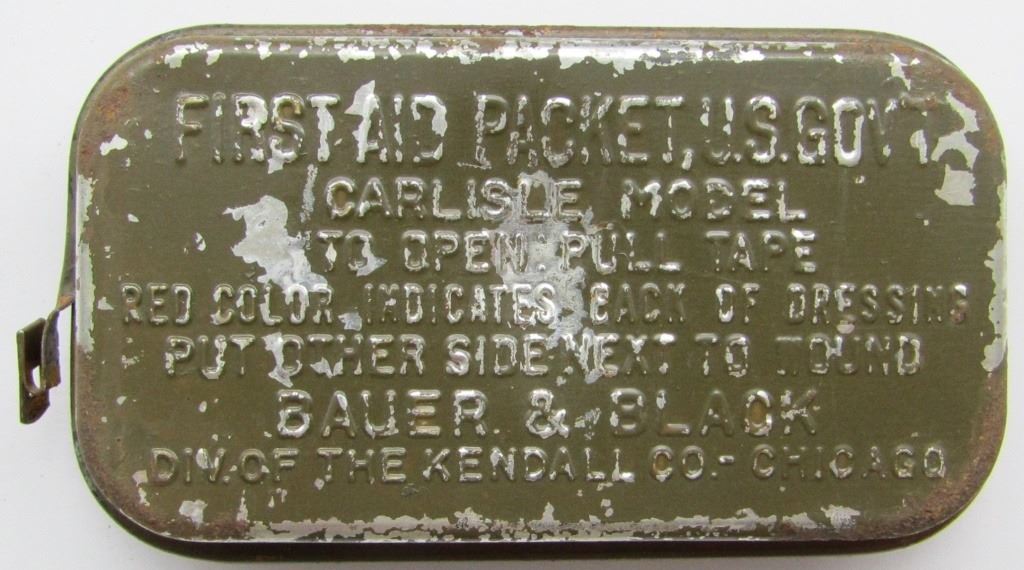 FIRST AID PACKET, U.S. GOV'T
CARLISLE MODEL
TO OPEN: PULL TAPE
RED COLOR INDICATES BACK OF DRESSING
PUT OTHER SIDE NEXT TO WOUND
BAUER & BLACK
DIV. OF THE KENDALL CO.- CHICAGO